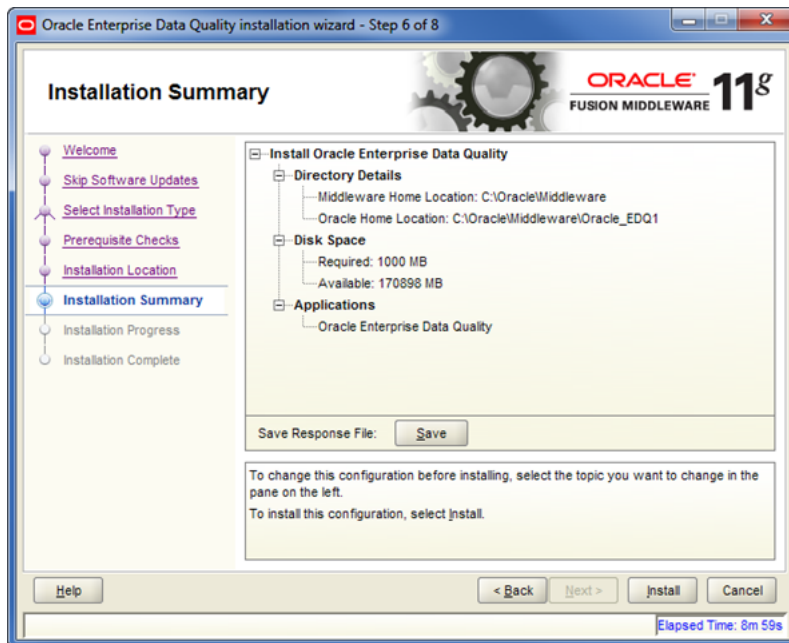 Oracle Enterprise Data Quality installation wizard - Step 6 of 8
Installation Summary
ORACLE
FUSION MIDDLEWARE 11g
Welcome
Skip Software Updates
Select Installation Type
Prerequisite Checks
Installation Location
Installation Summary
Installation Progress
Installation Complete
Install Oracle Enterprise Data Quality
Directory Details
Middleware Home Location: C:\Oracle\Middleware
Oracle Home Location: C:\Oracle\Middleware\Oracle_EDQ1
Disk Space
Required: 1000 MB
Available: 170898 MB
Applications
Oracle Enterprise Data Quality
Save Response File: Save
To change this configuration before installing, select the topic you want to change in the
pane on the left.
To install this configuration, select Install.
Help < Back Next > Install Cancel
Elapsed Time: 8m 59s